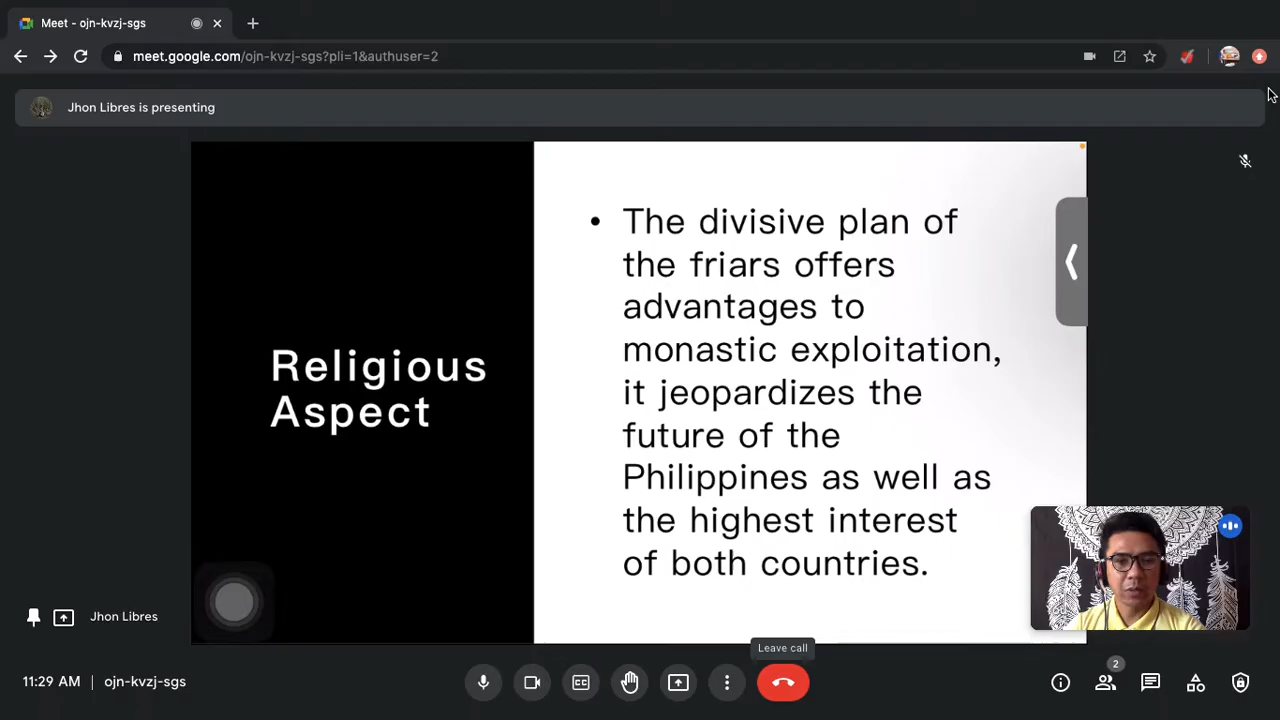 Meet - ojn-kvzj-sgs
meet.google.com/ojn-kvzj-sgs?pli=1&authuser=2
Jhon Libres is presenting
Religious
Aspect
• The divisive plan of
the friars offers
advantages to
monastic exploitation,
it jeopardizes the
future of the
Philippines as well as
the highest interest
of both countries.
Jhon Libres
Leave call
11:29 AM | ojn-kvzj-sgs
CC
2